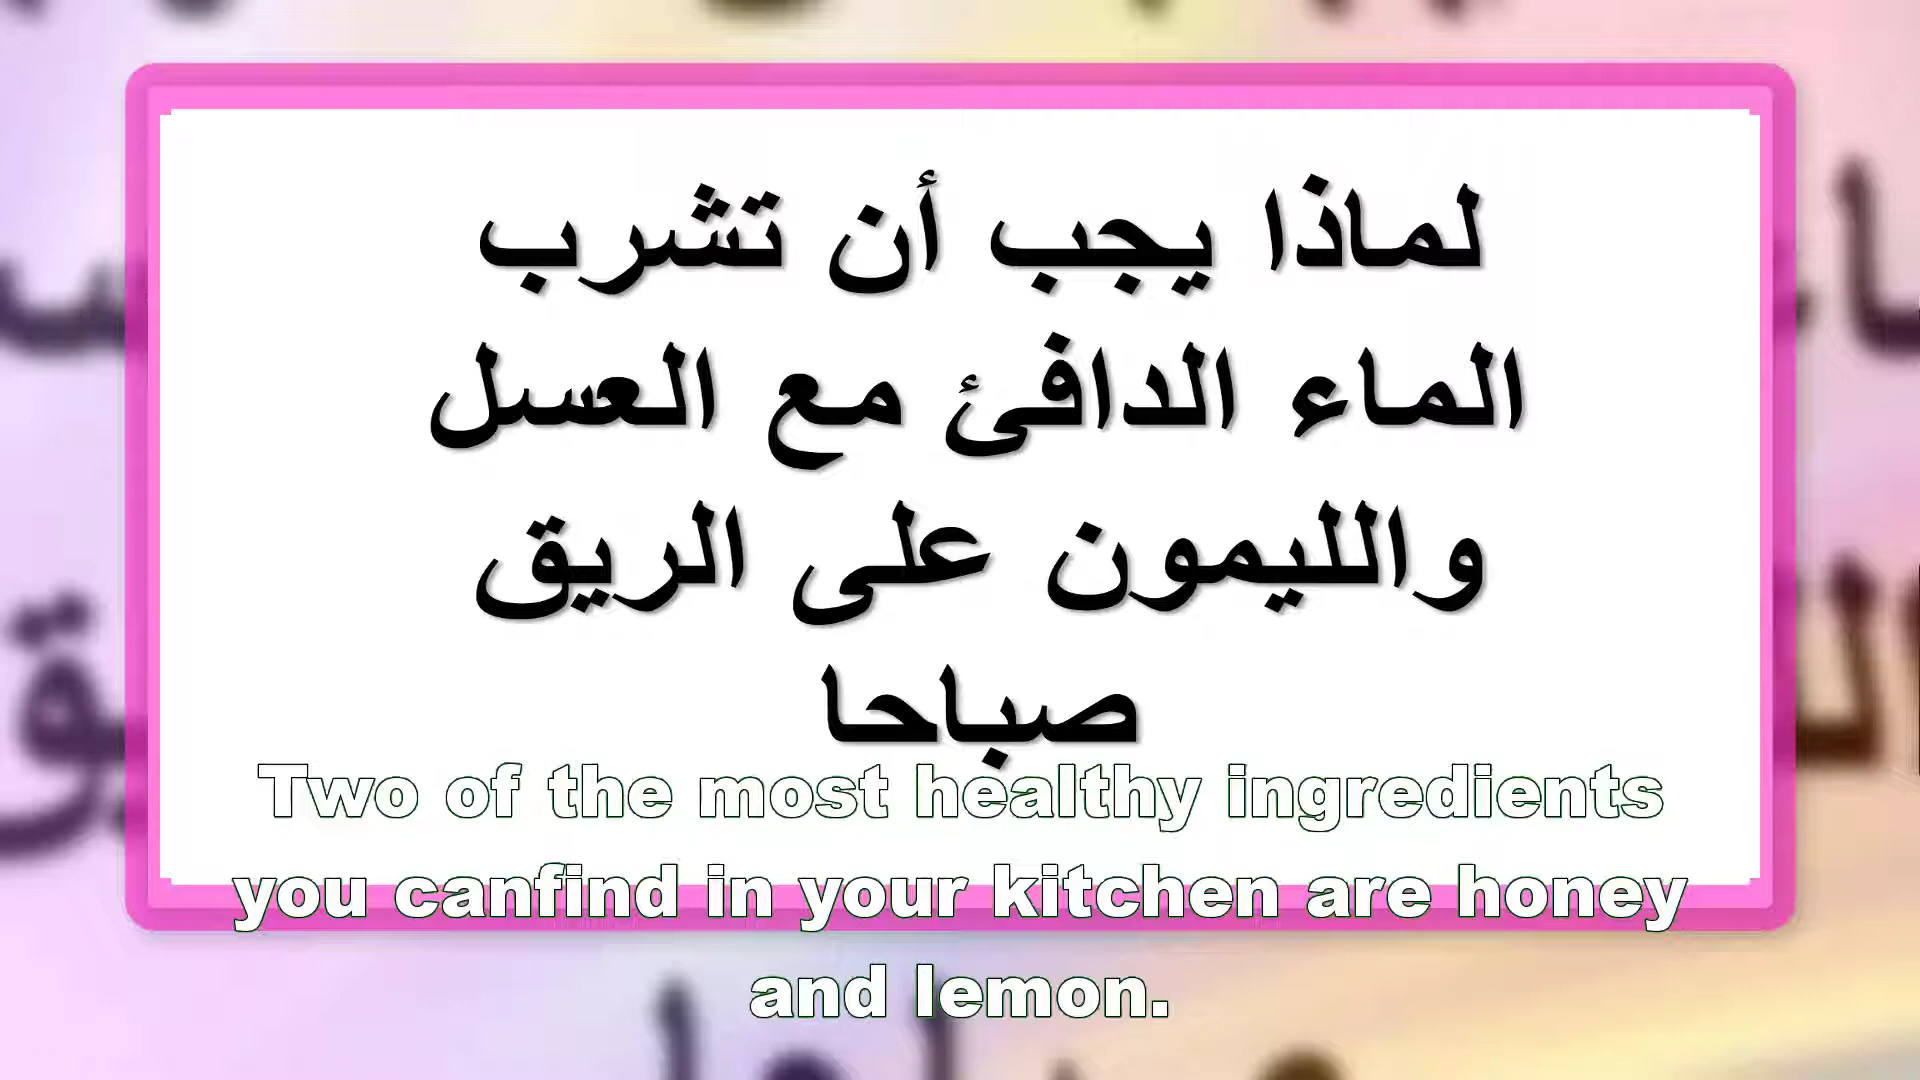 لماذا يجب أن تشرب
الماء الدافئ مع العسل
والليمون على الريق
صباحا
Two of the most healthy ingredients
you canfind in your kitchen are honey
and lemon.